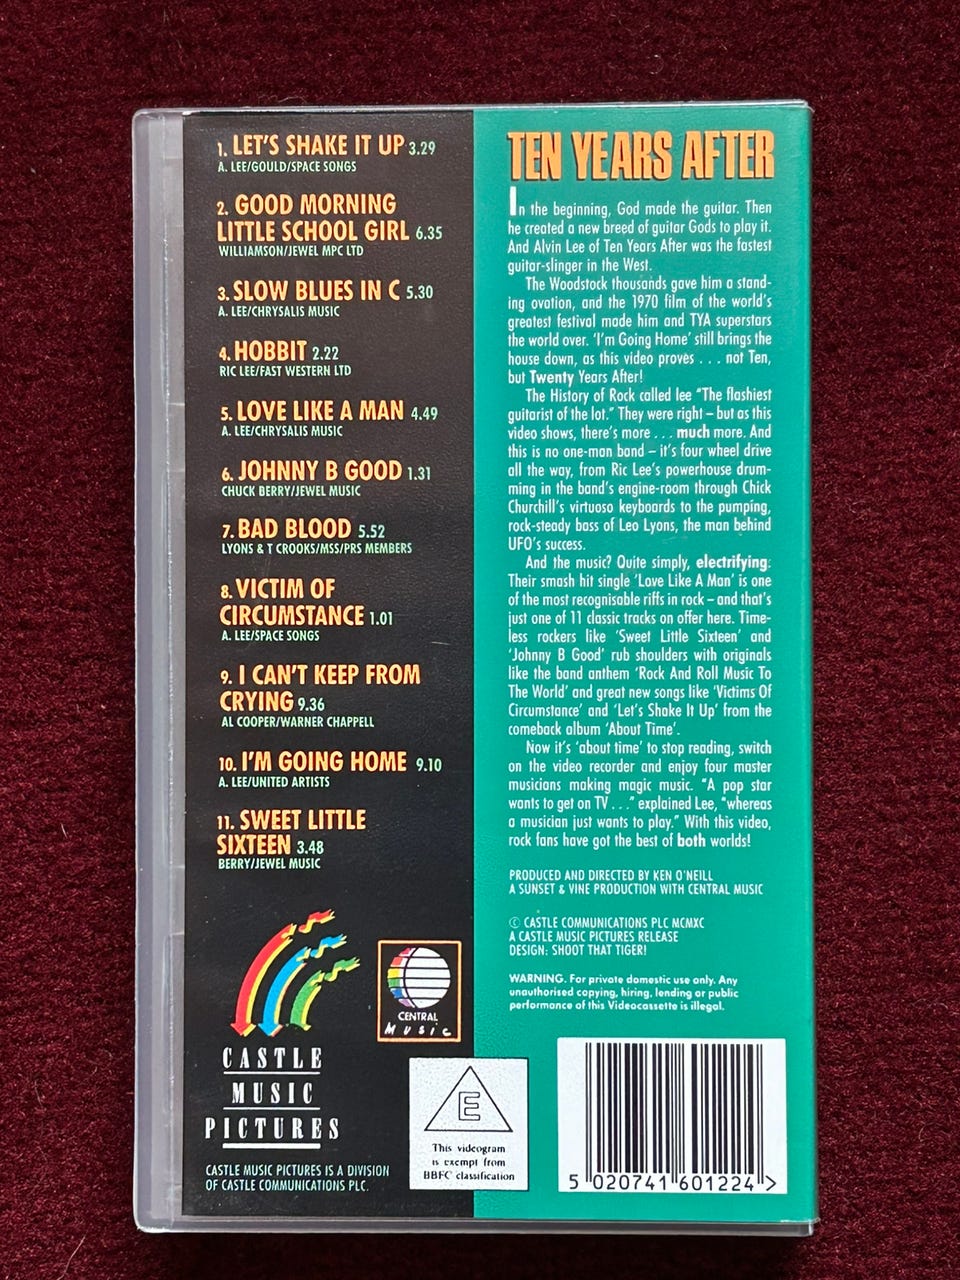 1. LET'S SHAKE IT UP 3.29
A. LEE/GOULD/SPACE SONGS
2. GOOD MORNING
LITTLE SCHOOL GIRL 6.35
WILLIAMSON/JEWEL MPC LTD
3. SLOW BLUES IN C 5.30
A. LEE/CHRYSALIS MUSIC
4. HOBBIT 2.22
RIC LEE/FAST WESTERN LTD
5. LOVE LIKE A MAN 4.49
A. LEE/CHRYSALIS MUSIC
6. JOHNNY B GOOD 1.31
CHUCK BERRY/JEWEL MUSIC
7. BAD BLOOD 5.52
LYONS & T CROOKS/MSS/PRS MEMBERS
8. VICTIM OF
CIRCUMSTANCE 1.01
A. LEE/SPACE SONGS
9. I CAN'T KEEP FROM
CRYING 9.36
AL COOPER/WARNER CHAPPELL
10. I'M GOING HOME 9.10
A. LEE/UNITED ARTISTS
11. SWEET LITTLE
SIXTEEN 3.48
BERRY/JEWEL MUSIC
CENTRAL
MUSIC
CASTLE
MUSIC
PICTURES
CASTLE MUSIC PICTURES IS A DIVISION
OF CASTLE COMMUNICATIONS PLC.
TEN YEARS AFTER
In the beginning, God made the guitar. Then
he created a new breed of guitar Gods to play it.
And Alvin Lee of Ten Years After was the fastest
guitar-slinger in the West.
The Woodstock thousands gave him a stand-
ing ovation, and the 1970 film of the world's
greatest festival made him and TYA superstars
the world over. 'I'm Going Home' still brings the
house down, as this video proves . . . not Ten,
but Twenty Years After!
The History of Rock called lee "The flashiest
guitarist of the lot." They were right – but as this
video shows, there's more . . . much more. And
this is no one-man band – it's four wheel drive
all the way, from Ric Lee's powerhouse drum-
ming in the band's engine-room through Chick
Churchill's virtuoso keyboards to the pumping,
rock-steady bass of Leo Lyons, the man behind
UFO's success.
And the music? Quite simply, electrifying:
Their smash hit single 'Love Like A Man' is one
of the most recognisable riffs in rock – and that's
just one of 11 classic tracks on offer here. Time-
less rockers like 'Sweet Little Sixteen' and
'Johnny B Good' rub shoulders with originals
like the band anthem 'Rock And Roll Music To
The World' and great new songs like 'Victims Of
Circumstance' and 'Let's Shake It Up' from the
comeback album 'About Time'.
Now it's 'about time' to stop reading, switch
on the video recorder and enjoy four master
musicians making magic music. "A pop star
wants to get on TV . . ." explained Lee, "whereas
a musician just wants to play." With this video,
rock fans have got the best of both worlds!
PRODUCED AND DIRECTED BY KEN O'NEILL
A SUNSET & VINE PRODUCTION WITH CENTRAL MUSIC
© CASTLE COMMUNICATIONS PLC MCMXC
A CASTLE MUSIC PICTURES RELEASE
DESIGN: SHOOT THAT TIGER!
WARNING. For private domestic use only. Any
unauthorised copying, hiring, lending or public
performance of this Videocassette is illegal.
E
This videogram
is exempt from
BBFC classification
5 020741 601224 >